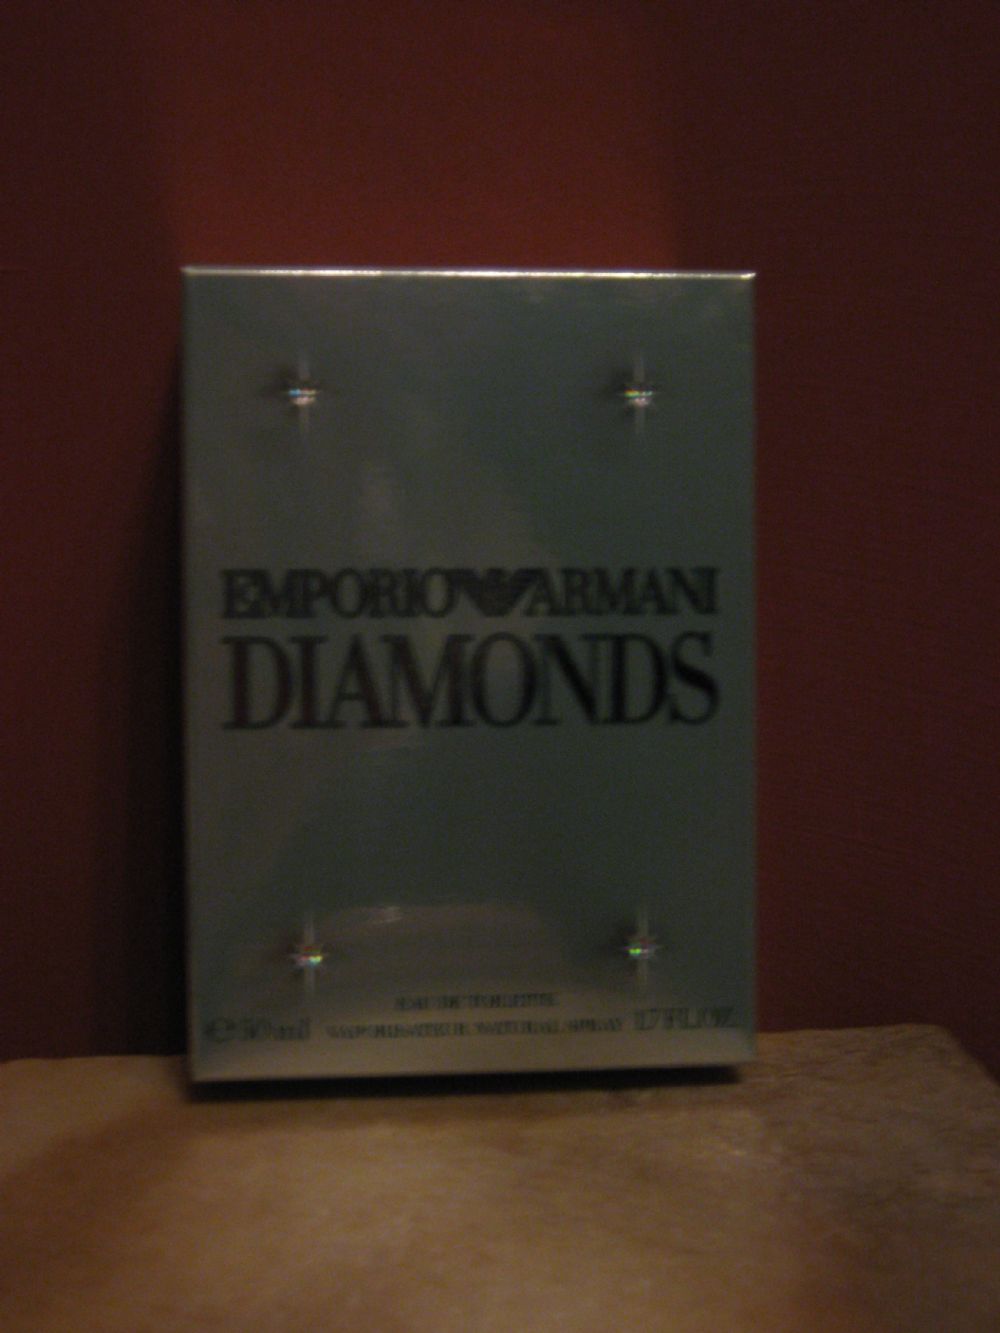 EMPORIO ARMANI
DIAMONDS
EAU DE TOILETTE
e 50 ml VAPORISATEUR NATURAL SPRAY 1.7 FL.OZ.